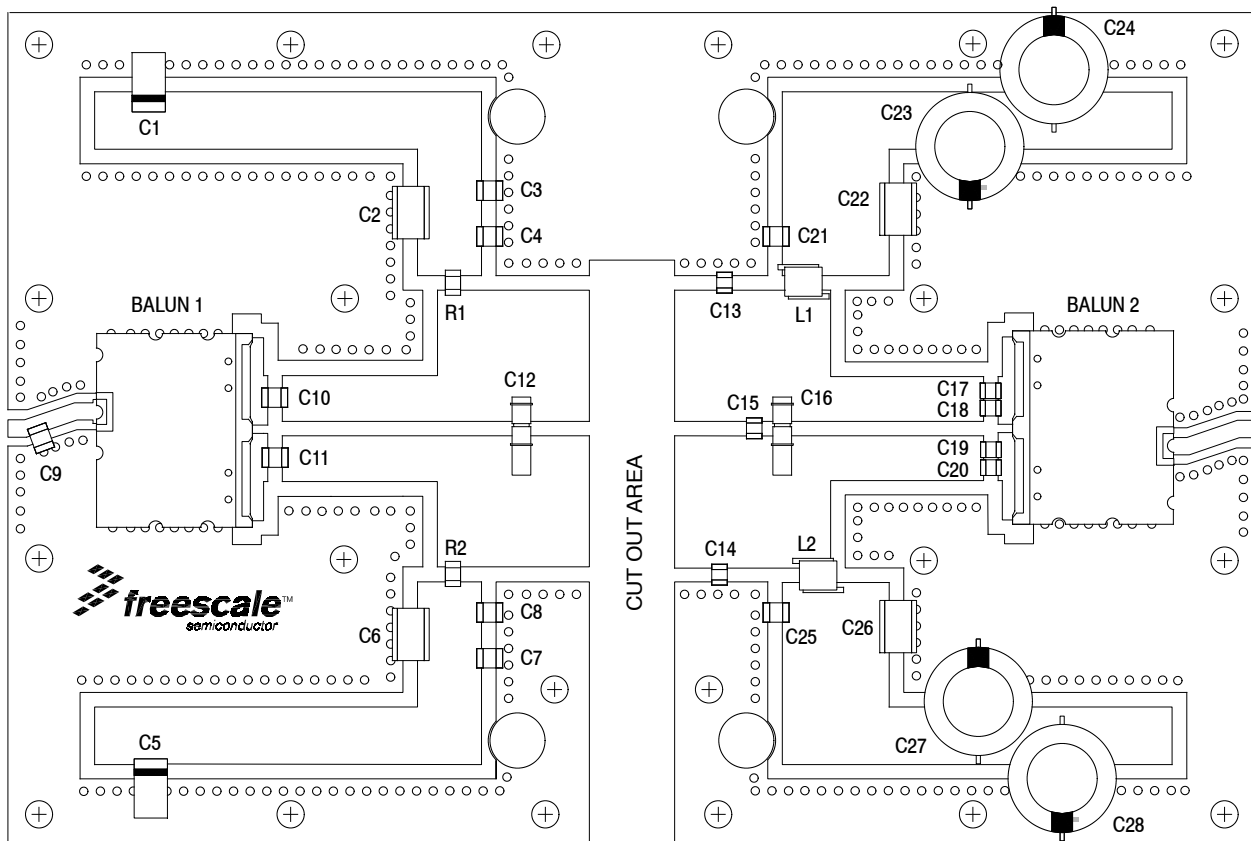 C24
C1
C23
C3
C2
C22
C4
C21
BALUN 1
R1
C13
L1
BALUN 2
C12
C10
C15
C16
C17
C18
C9
C11
C19
C20
CUT OUT AREA
R2
C14
L2
freescale™
semiconductor
C6
C8
C25
C26
C7
C5
C27
C28